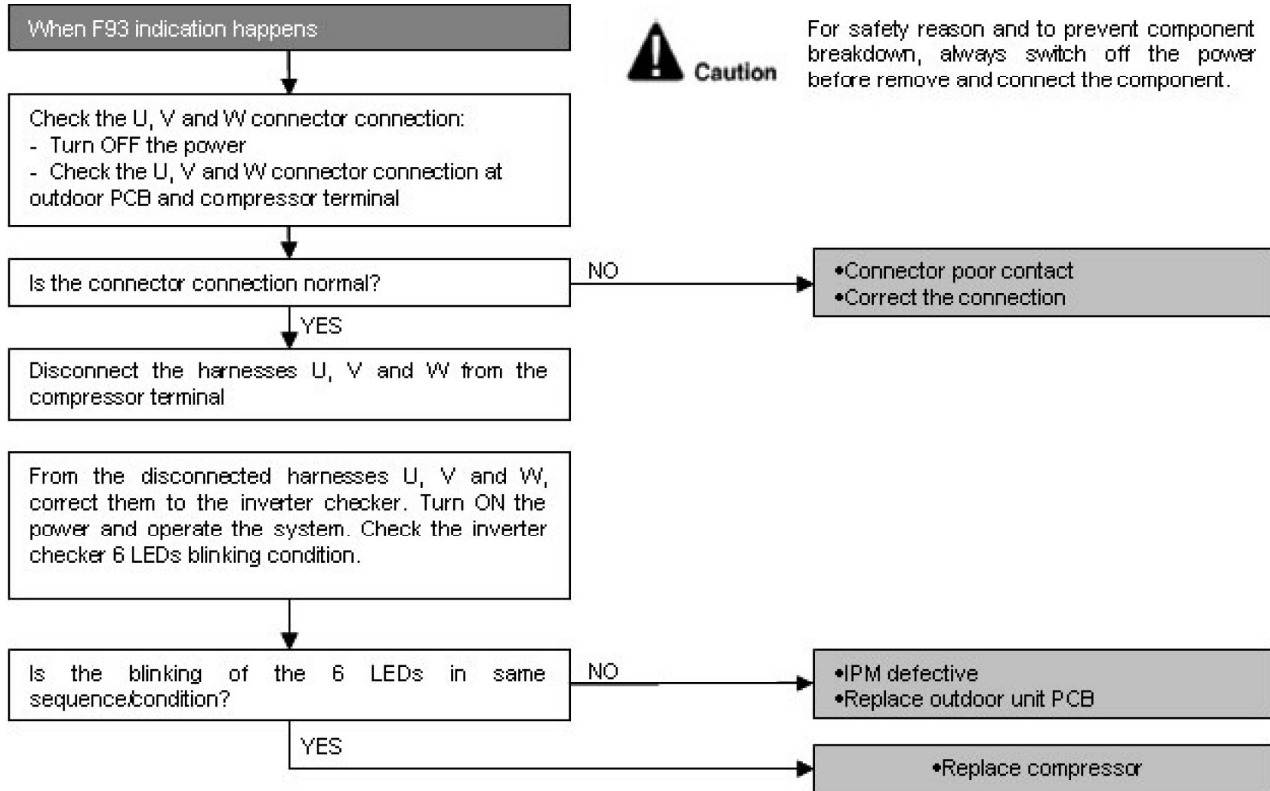 When F93 indication happens
Caution
For safety reason and to prevent component
breakdown, always switch off the power
before remove and connect the component.
Check the U, V and W connector connection:
- Turn OFF the power
- Check the U, V and W connector connection at
outdoor PCB and compressor terminal
Is the connector connection normal?
NO
•Connector poor contact
•Correct the connection
YES
Disconnect the harnesses U, V and W from the
compressor terminal
From the disconnected harnesses U, V and W,
correct them to the inverter checker. Turn ON the
power and operate the system. Check the inverter
checker 6 LEDs blinking condition.
Is the blinking of the 6 LEDs in same
sequence/condition?
NO
•IPM defective
•Replace outdoor unit PCB
YES
•Replace compressor